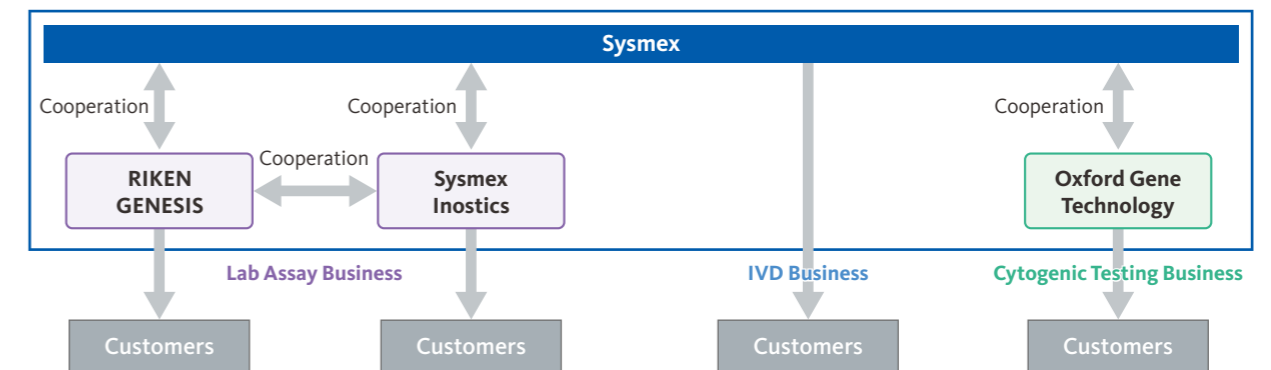 Sysmex
Cooperation
Cooperation
Cooperation
Cooperation
RIKEN
GENESIS
Sysmex
Inostics
Oxford Gene
Technology
Lab Assay Business
IVD Business
Cytogenic Testing Business
Customers
Customers
Customers
Customers